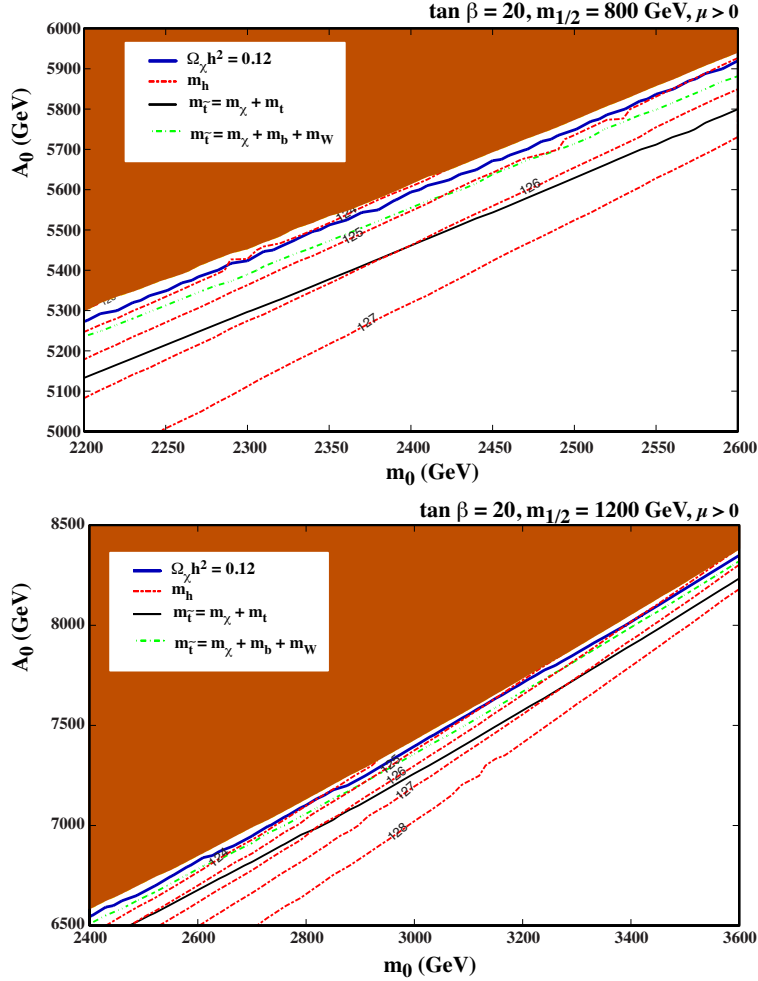 tan β = 20, m1/2 = 800 GeV, μ > 0
6000
5900
5800
5700
5600
5500
5400
5300
5200
5100
5000
A0 (GeV)
Ωχh² = 0.12
mh
mt̃ = mχ + mt
mt̃ = mχ + mb + mW
126
125
127
2200 2250 2300 2350 2400 2450 2500 2550 2600
m0 (GeV)
tan β = 20, m1/2 = 1200 GeV, μ > 0
8500
8000
7500
7000
6500
A0 (GeV)
Ωχh² = 0.12
mh
mt̃ = mχ + mt
mt̃ = mχ + mb + mW
125
126
127
124
128
2400 2600 2800 3000 3200 3400 3600
m0 (GeV)